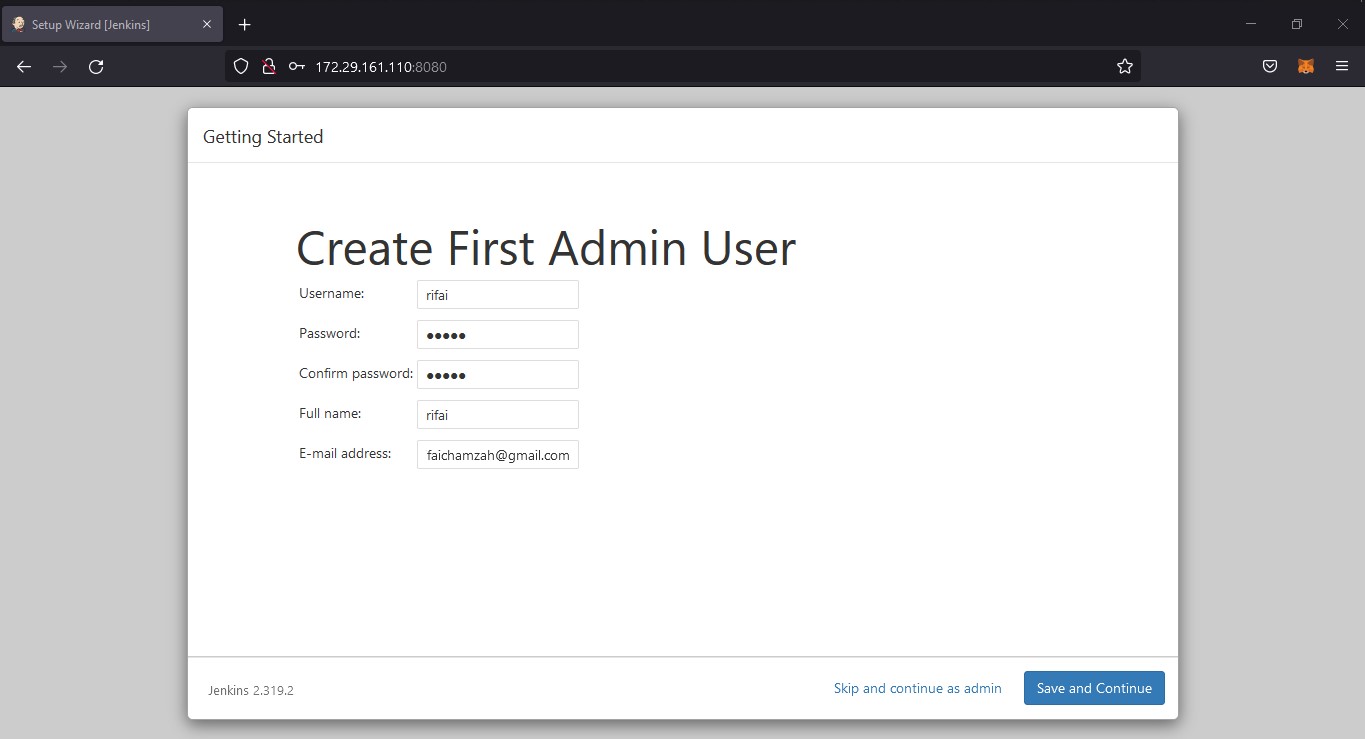 Setup Wizard [Jenkins]
172.29.161.110:8080
Getting Started
Create First Admin User
Username: rifai
Password: •••••
Confirm password: •••••
Full name: rifai
E-mail address: faichamzah@gmail.com
Jenkins 2.319.2 Skip and continue as admin Save and Continue